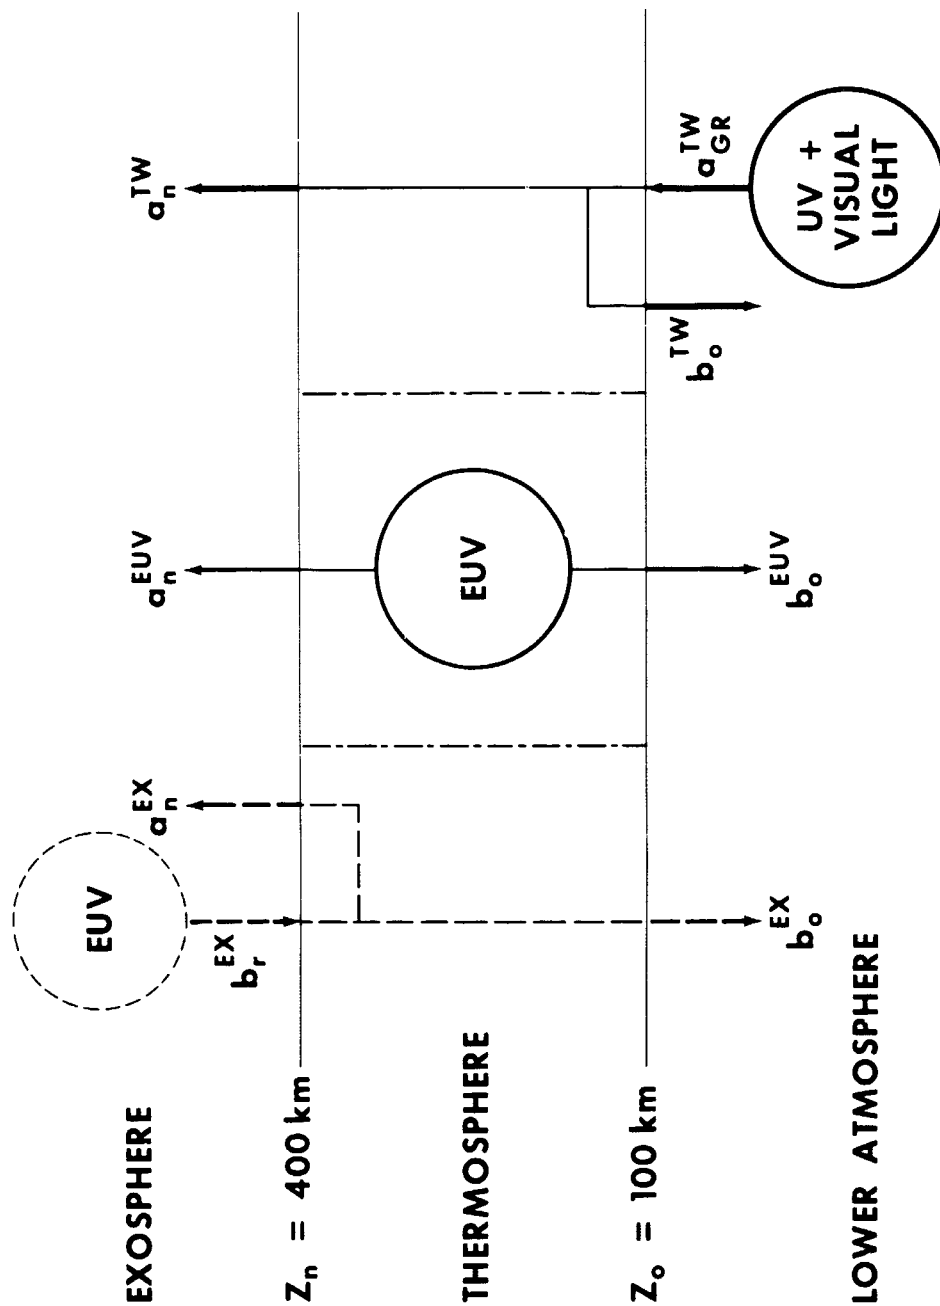 EXOSPHERE
EUV
b_r^EX
a_n^EX
a_n^EUV
a_n^TW
Z_n = 400 km
THERMOSPHERE
EUV
Z_o = 100 km
b_o^EX
b_o^EUV
b_o^TW
a_GR^TW
LOWER ATMOSPHERE
UV +
VISUAL
LIGHT